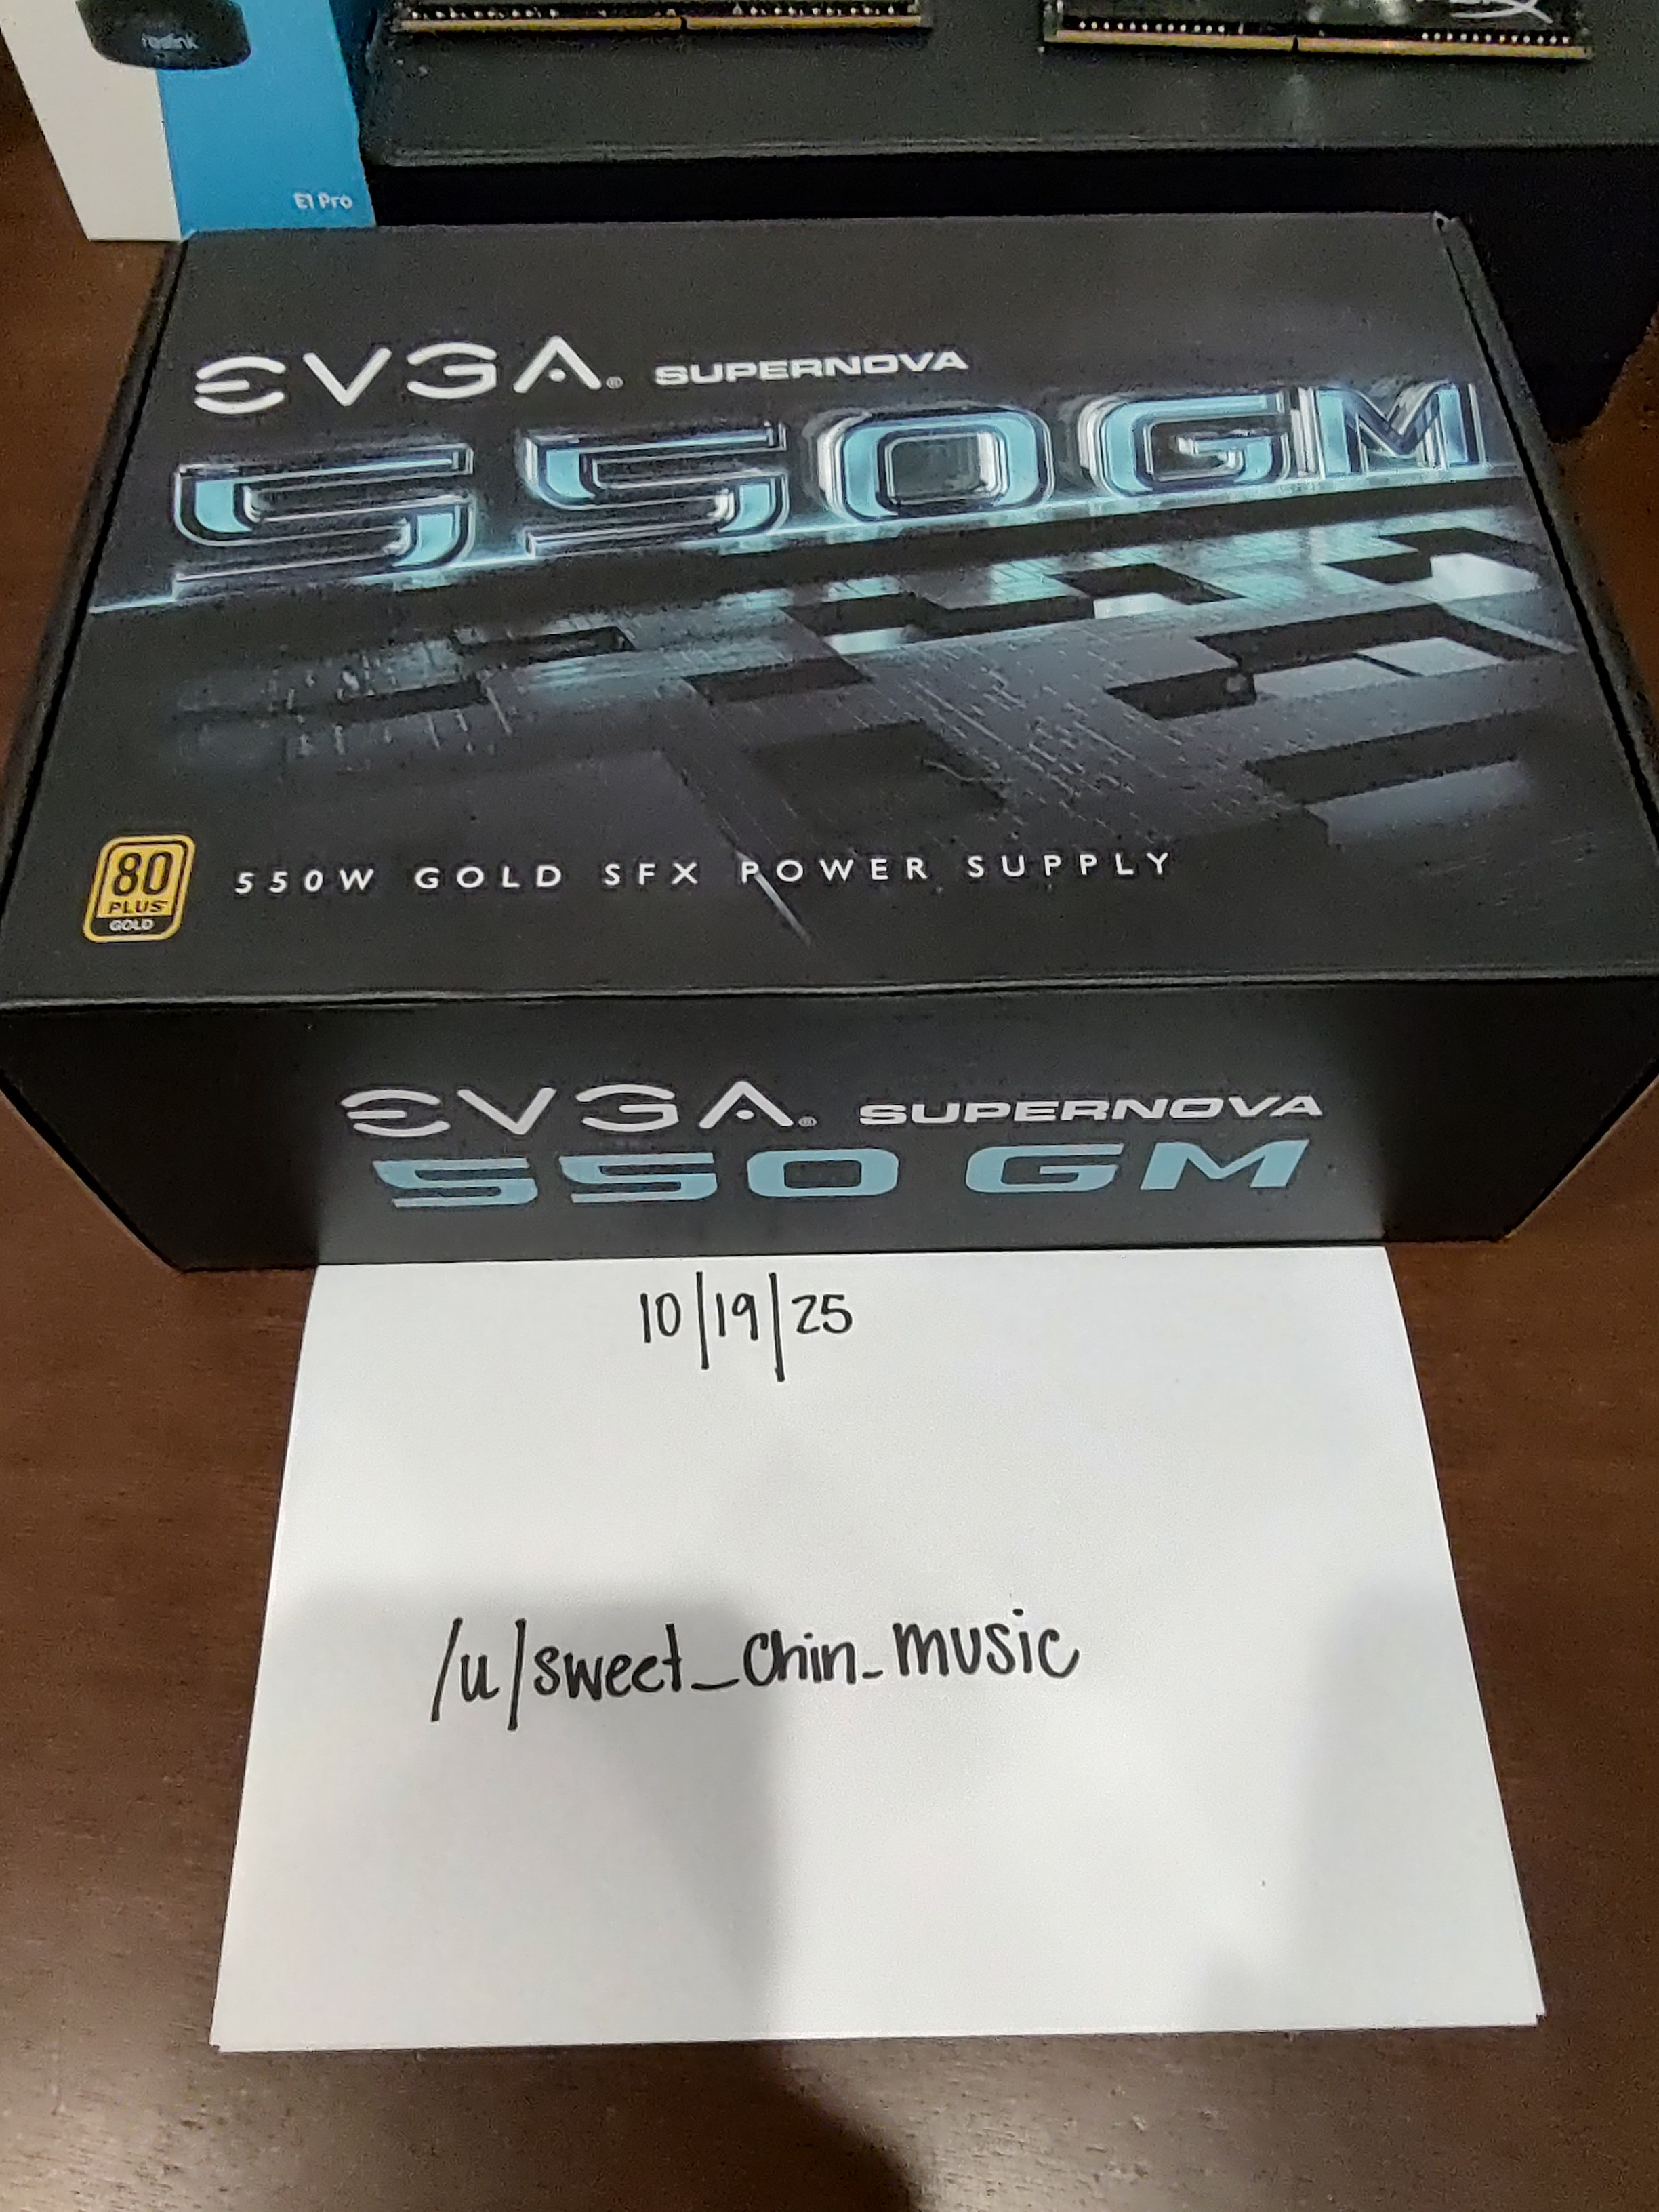 reolink
E1 Pro
EVGA® SUPERNOVA
550GM
80
PLUS
GOLD
550W GOLD SFX POWER SUPPLY
EVGA® SUPERNOVA
550 GM
10/19/25
/u/sweet_chin_music